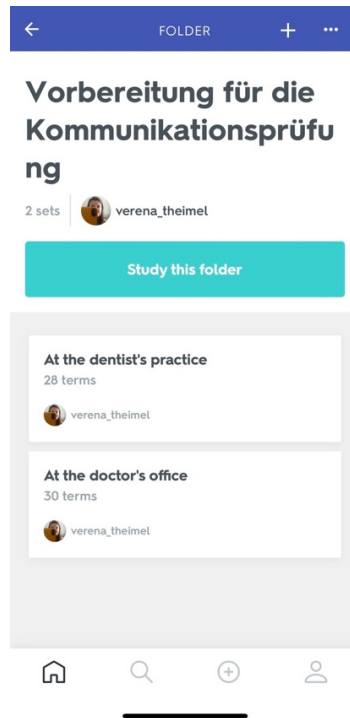 FOLDER
Vorbereitung für die
Kommunikationsprüfu
ng
2 sets verena_theimel
Study this folder
At the dentist's practice
28 terms
verena_theimel
At the doctor's office
30 terms
verena_theimel